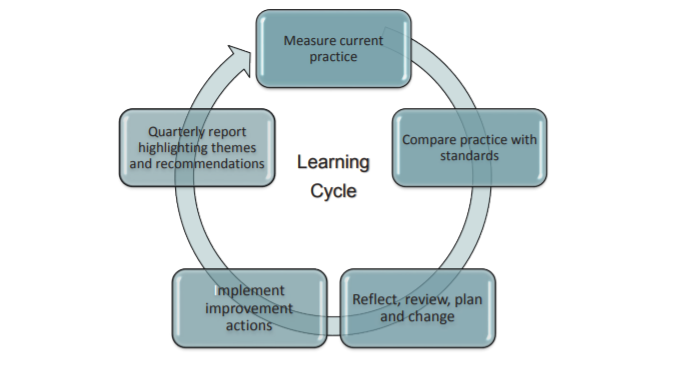 Measure current
practice
Compare practice with
standards
Reflect, review, plan
and change
Implement
improvement
actions
Quarterly report
highlighting themes
and recommendations
Learning
Cycle